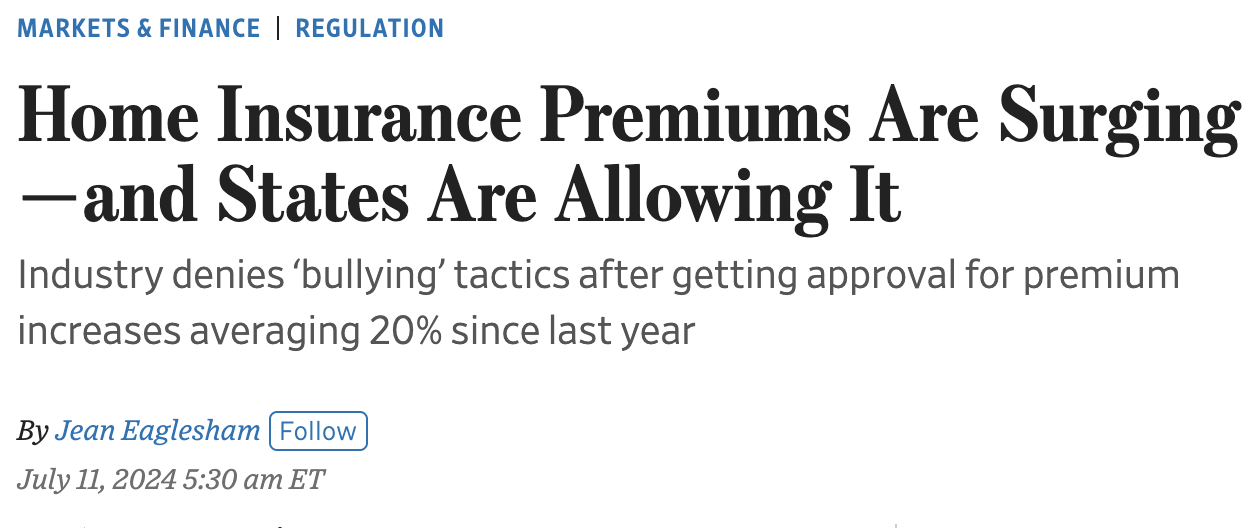 MARKETS & FINANCE | REGULATION
Home Insurance Premiums Are Surging
—and States Are Allowing It
Industry denies ‘bullying’ tactics after getting approval for premium
increases averaging 20% since last year
By Jean Eaglesham Follow
July 11, 2024 5:30 am ET